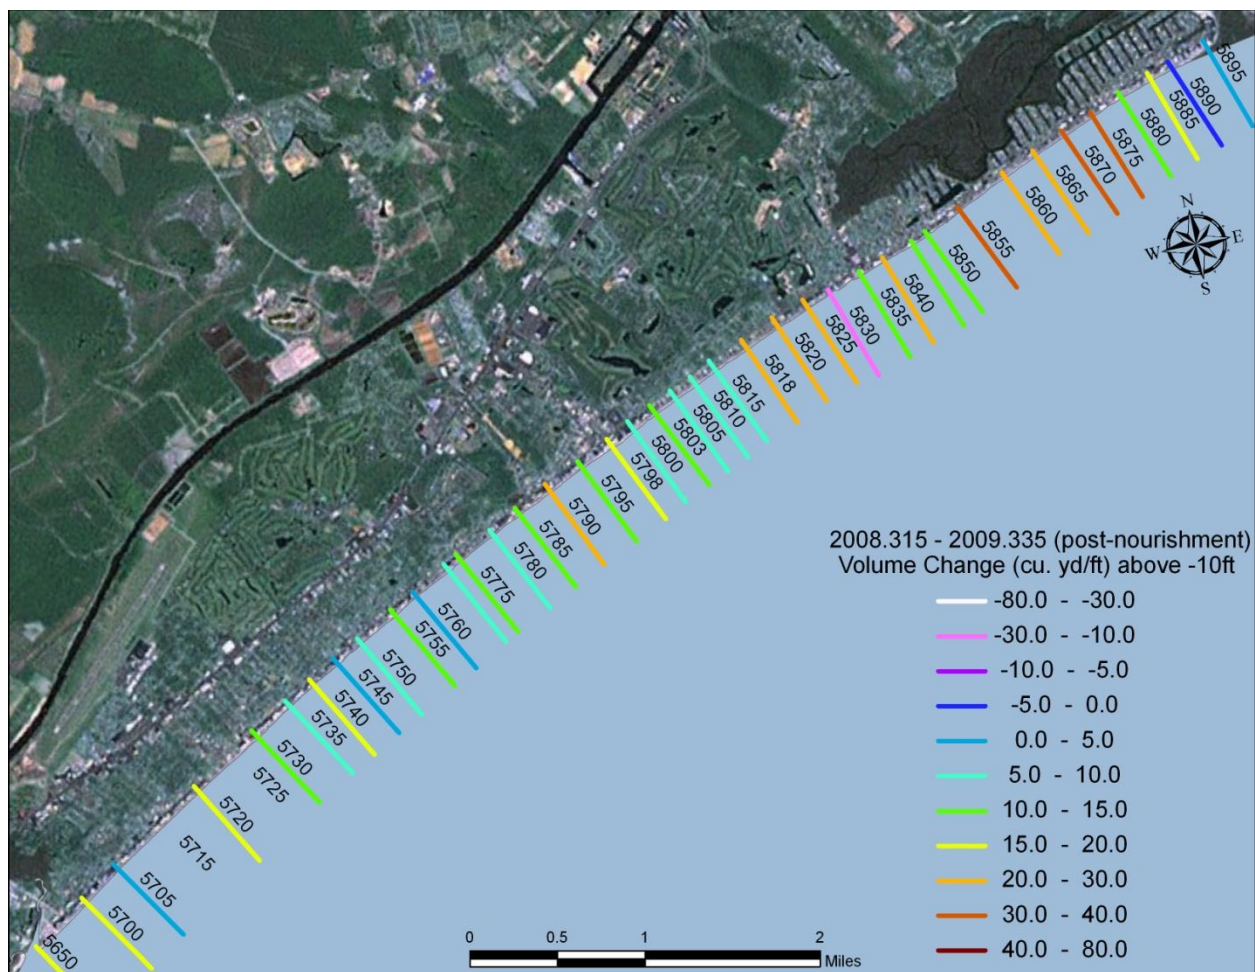 5895
5890
5885
5880
5875
5870
5865
5860
5855
5850
5840
5835
5830
5825
5820
5818
5815
5810
5805
5803
5800
5798
5795
5790
5785
5780
5775
5760
5755
5750
5745
5740
5735
5730
5725
5720
5715
5705
5700
5650
N
W E
S
2008.315 - 2009.335 (post-nourishment)
Volume Change (cu. yd/ft) above -10ft
-80.0 - -30.0
-30.0 - -10.0
-10.0 - -5.0
-5.0 - 0.0
0.0 - 5.0
5.0 - 10.0
10.0 - 15.0
15.0 - 20.0
20.0 - 30.0
30.0 - 40.0
40.0 - 80.0
0 0.5 1 2
Miles